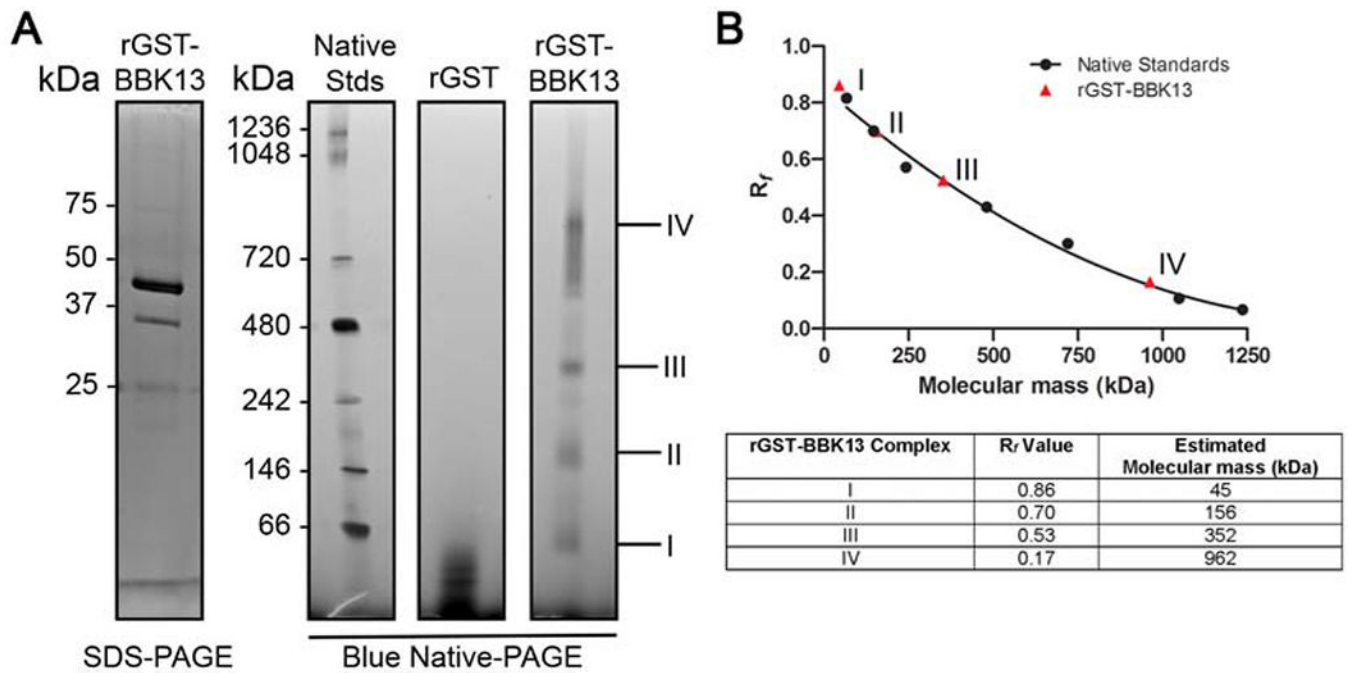 A
rGST-
BBK13
kDa
75
50
37
25
SDS-PAGE
kDa
Native
Stds
rGST
rGST-
BBK13
1236
1048
720
480
242
146
66
IV
III
II
I
Blue Native-PAGE
B
1.0
0.8
0.6
0.4
0.2
0.0
Rf
I
II
III
IV
Native Standards
rGST-BBK13
0 250 500 750 1000 1250
Molecular mass (kDa)
rGST-BBK13 Complex Rf Value Estimated
Molecular mass (kDa)
I 0.86 45
II 0.70 156
III 0.53 352
IV 0.17 962